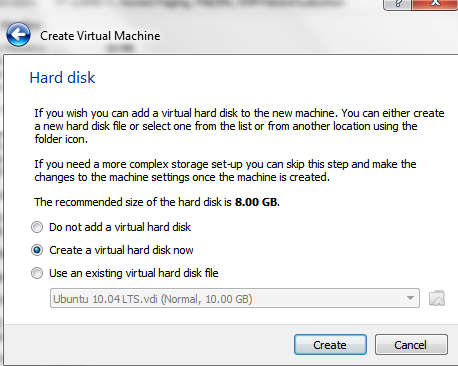 Create Virtual Machine
Hard disk
If you wish you can add a virtual hard disk to the new machine. You can either create
a new hard disk file or select one from the list or from another location using the
folder icon.
If you need a more complex storage set-up you can skip this step and make the
changes to the machine settings once the machine is created.
The recommended size of the hard disk is 8.00 GB.
Do not add a virtual hard disk
Create a virtual hard disk now
Use an existing virtual hard disk file
Ubuntu 10.04 LTS.vdi (Normal, 10.00 GB)
Create
Cancel